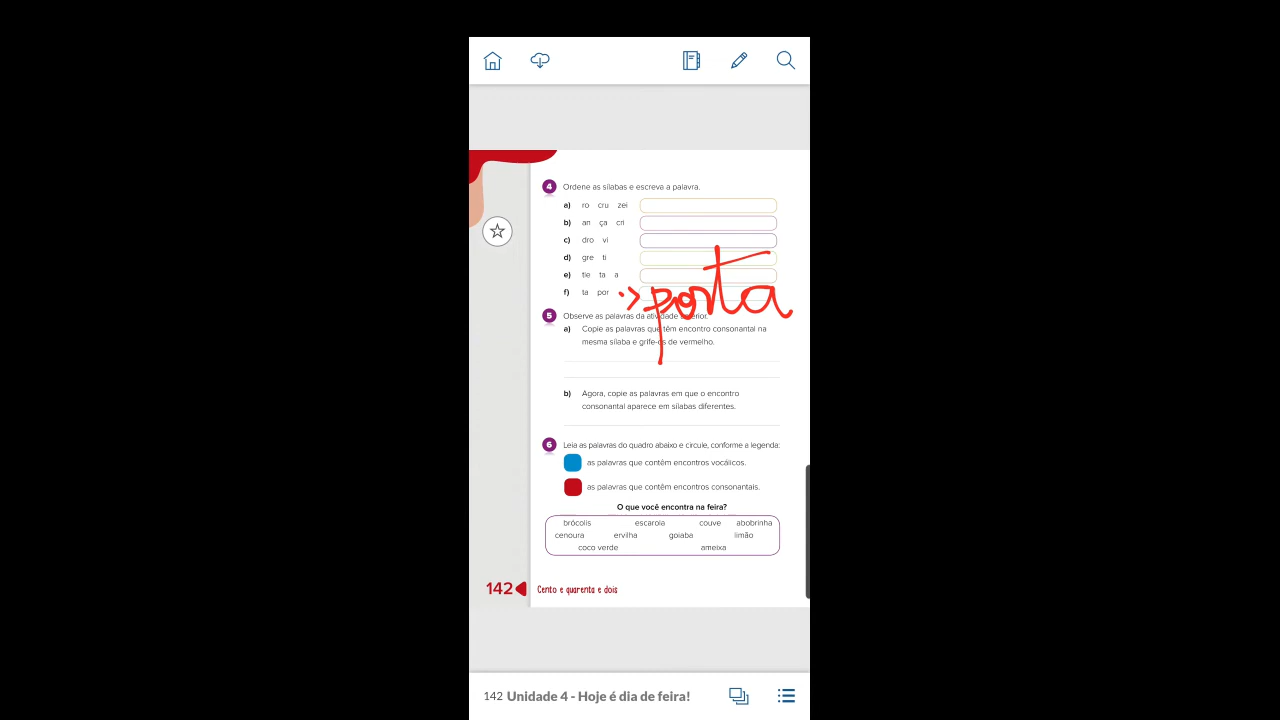 4 Ordene as sílabas e escreva a palavra.
a) ro cru zei
b) an ça cri
c) dro vi
d) gre ti
e) tle ta a
f) ta por -> porta
5 Observe as palavras da atividade anterior.
a) Copie as palavras que têm encontro consonantal na
mesma sílaba e grife-os de vermelho.
b) Agora, copie as palavras em que o encontro
consonantal aparece em sílabas diferentes.
6 Leia as palavras do quadro abaixo e circule, conforme a legenda:
as palavras que contêm encontros vocálicos.
as palavras que contêm encontros consonantais.
O que você encontra na feira?
brócolis escarola couve abobrinha
cenoura ervilha goiaba limão
coco verde ameixa
142 Cento e quarenta e dois
142 Unidade 4 - Hoje é dia de feira!